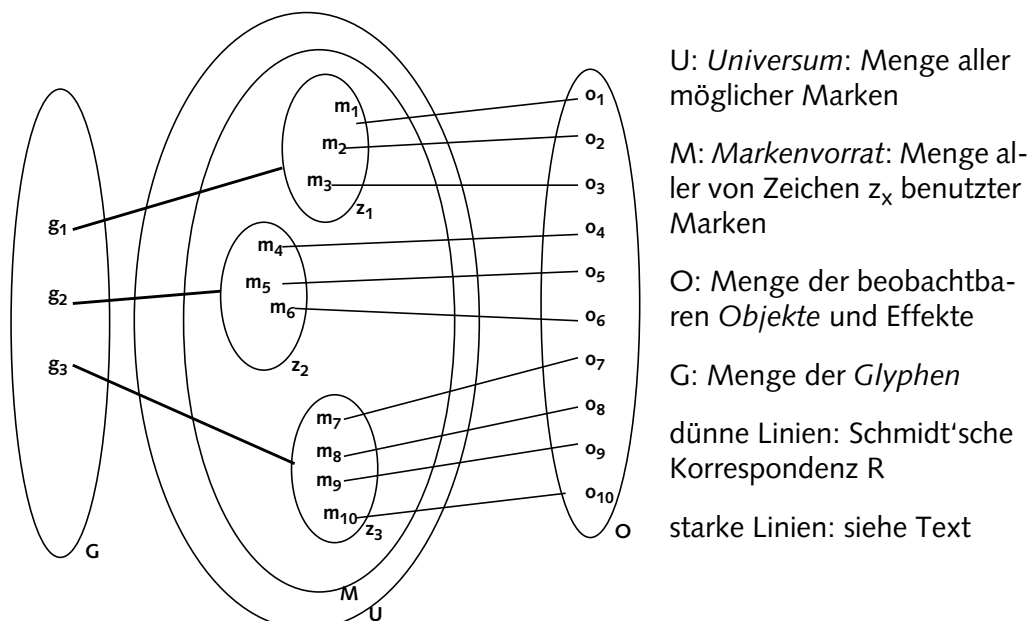 g₁
g₂
g₃
G
m₁
m₂
m₃
z₁
m₄
m₅
m₆
z₂
m₇
m₈
m₉
m₁₀
z₃
M
U
o₁
o₂
o₃
o₄
o₅
o₆
o₇
o₈
o₉
o₁₀
O
U: Universum: Menge aller
möglicher Marken
M: Markenvorrat: Menge al-
ler von Zeichen zₓ benutzter
Marken
O: Menge der beobachtba-
ren Objekte und Effekte
G: Menge der Glyphen
dünne Linien: Schmidt‘sche
Korrespondenz R
starke Linien: siehe Text